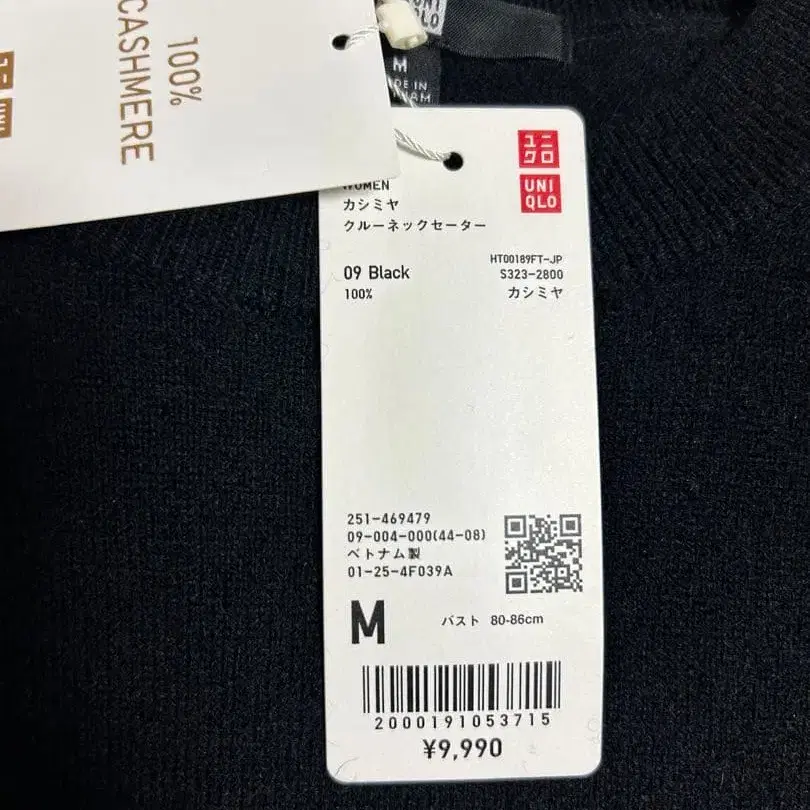 100%
CASHMERE
UNI
QLO
M
MADE IN
ユニ
クロ
UNI
QLO
WOMEN
カシミヤ
クルーネックセーター
HT00189FT-JP
09 Black
S323-2800
100%
カシミヤ
251-469479
09-004-000(44-08)
ベトナム製
01-25-4F039A
M
バスト 80-86cm
2000191053715
¥9,990